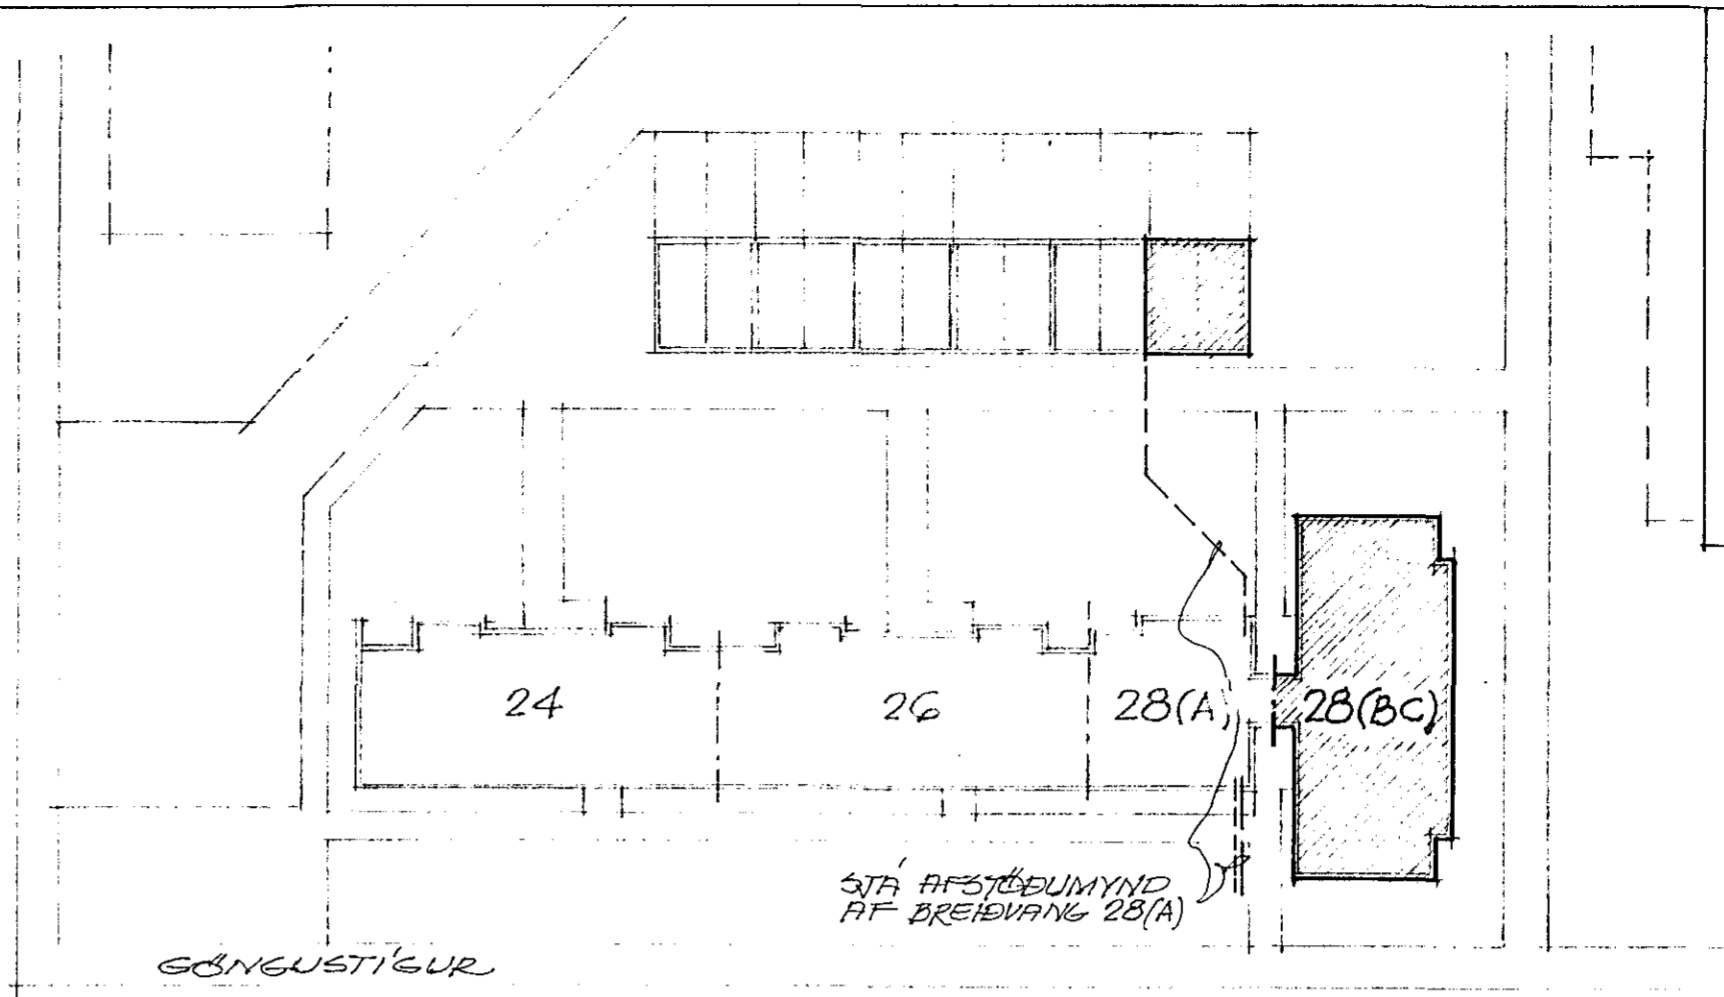 24
26
28(A)
28(BC)
SJÁ AFSTÖÐUMYND
AF BREIÐVANG 28(A)
GÖNGUSTÍGUR